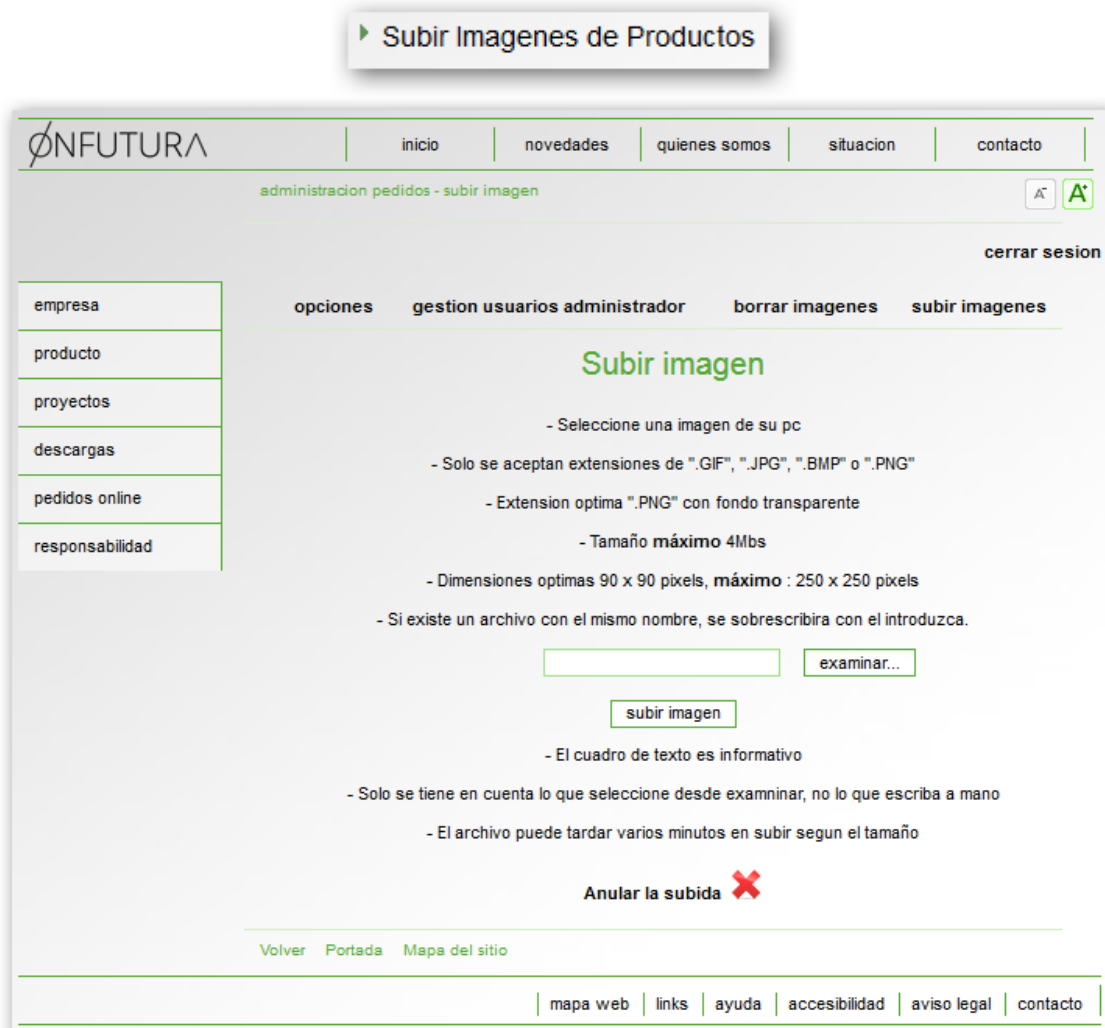 Subir Imagenes de Productos
ØNFUTURΛ
inicio
novedades
quienes somos
situacion
contacto
administracion pedidos - subir imagen
A-
A+
cerrar sesion
empresa
producto
proyectos
descargas
pedidos online
responsabilidad
opciones
gestion usuarios administrador
borrar imagenes
subir imagenes
Subir imagen
- Seleccione una imagen de su pc
- Solo se aceptan extensiones de ".GIF", ".JPG", ".BMP" o ".PNG"
- Extension optima ".PNG" con fondo transparente
- Tamaño máximo 4Mbs
- Dimensiones optimas 90 x 90 pixels, máximo : 250 x 250 pixels
- Si existe un archivo con el mismo nombre, se sobrescribira con el introduzca.
examinar...
subir imagen
- El cuadro de texto es informativo
- Solo se tiene en cuenta lo que seleccione desde examninar, no lo que escriba a mano
- El archivo puede tardar varios minutos en subir segun el tamaño
Anular la subida
Volver
Portada
Mapa del sitio
mapa web
links
ayuda
accesibilidad
aviso legal
contacto